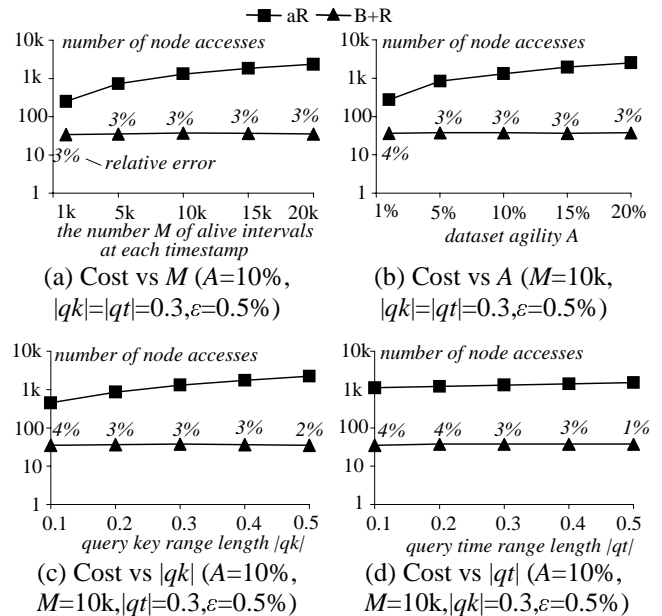 aR B+R
number of node accesses
10k
1k
100
10
1
3% 3% 3% 3%
3% relative error
1k 5k 10k 15k 20k
the number M of alive intervals
at each timestamp
(a) Cost vs M (A=10%,
|qk|=|qt|=0.3,ε=0.5%)
number of node accesses
10k
1k
100
10
1
3% 3% 3% 3%
4%
1% 5% 10% 15% 20%
dataset agility A
(b) Cost vs A (M=10k,
|qk|=|qt|=0.3,ε=0.5%)
number of node accesses
10k
1k
100
10
1
4% 3% 3% 3% 2%
0.1 0.2 0.3 0.4 0.5
query key range length |qk|
(c) Cost vs |qk| (A=10%,
M=10k,|qt|=0.3,ε=0.5%)
number of node accesses
10k
1k
100
10
1
4% 4% 3% 3% 1%
0.1 0.2 0.3 0.4 0.5
query time range length |qt|
(d) Cost vs |qt| (A=10%,
M=10k,|qk|=0.3,ε=0.5%)